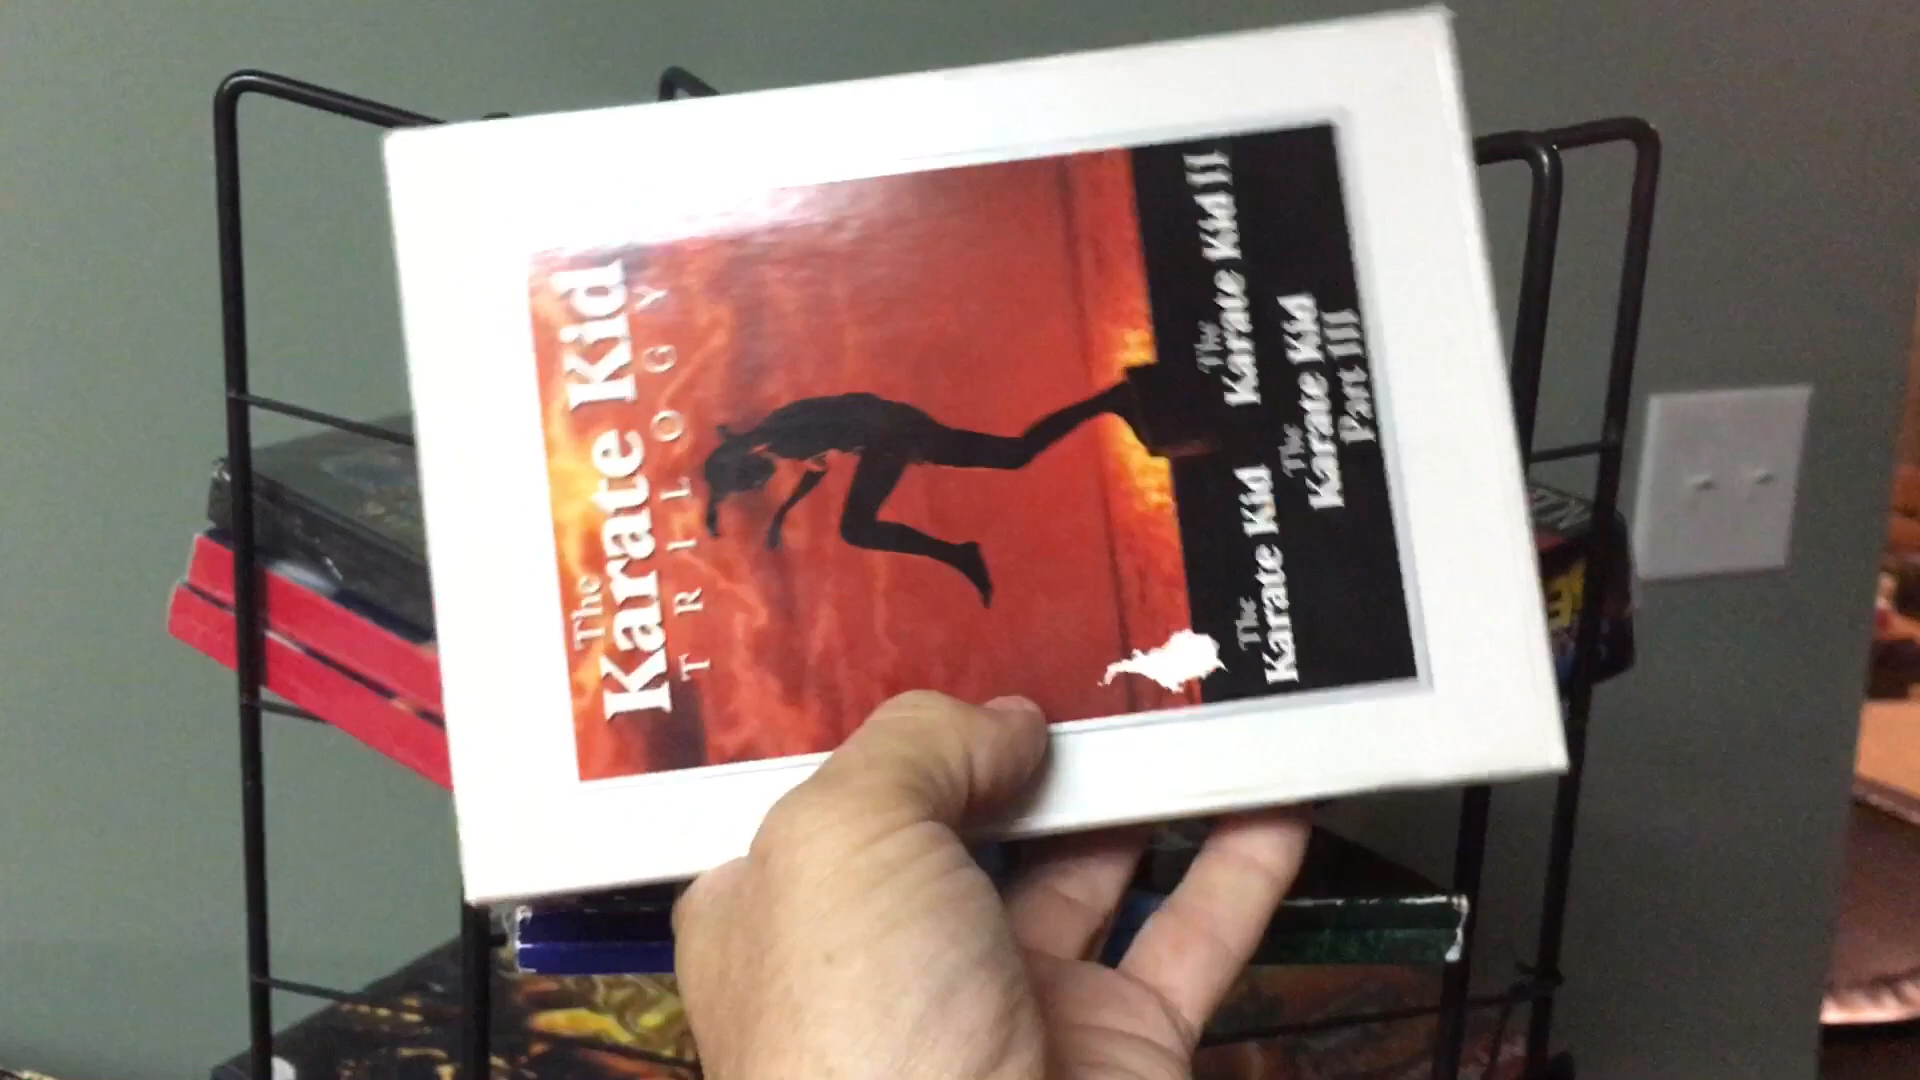 The
Karate Kid
TRILOGY
The
Karate Kid
The
Karate Kid II
The
Karate Kid
Part III